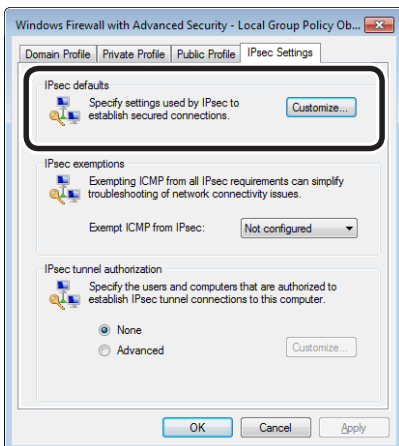 Windows Firewall with Advanced Security - Local Group Policy Ob...
Domain Profile Private Profile Public Profile IPsec Settings
IPsec defaults
Specify settings used by IPsec to
establish secured connections.
Customize...
IPsec exemptions
Exempting ICMP from all IPsec requirements can simplify
troubleshooting of network connectivity issues.
Exempt ICMP from IPsec: Not configured
IPsec tunnel authorization
Specify the users and computers that are authorized to
establish IPsec tunnel connections to this computer.
None
Advanced
Customize...
OK Cancel Apply